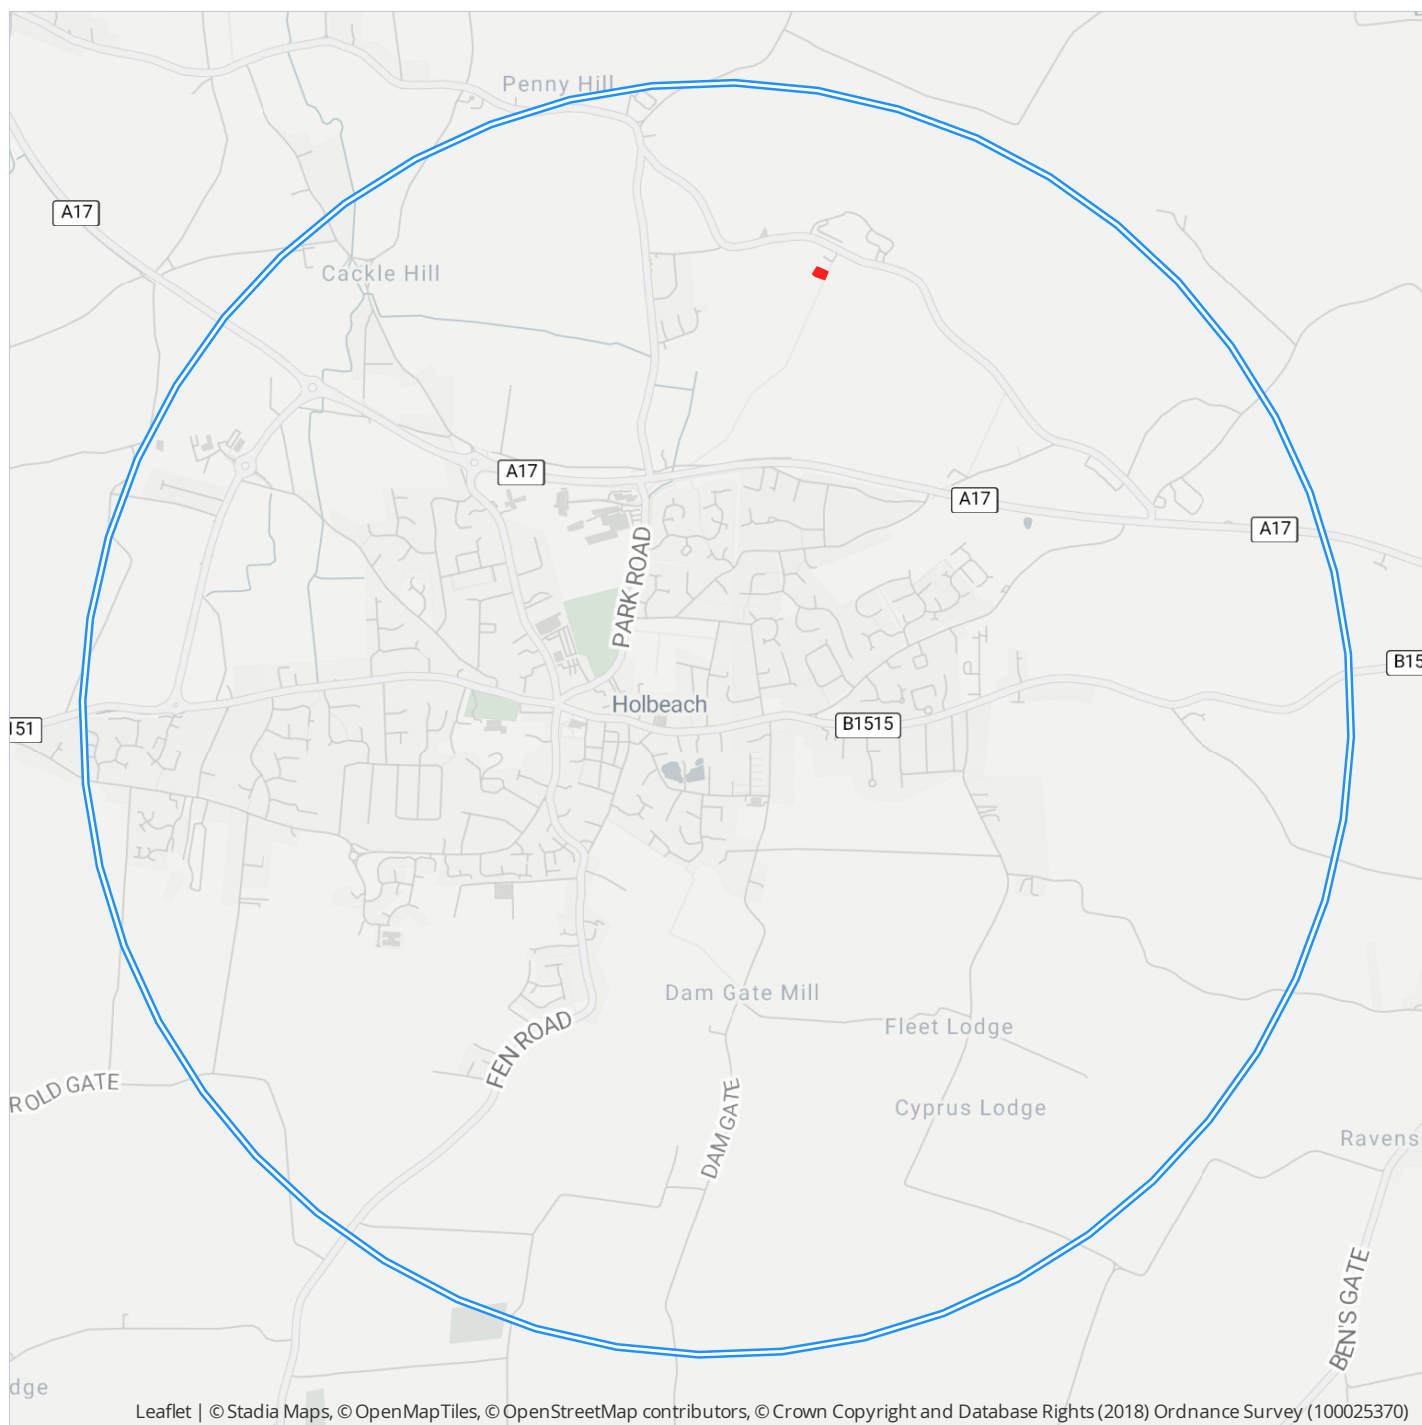 Penny Hill
A17
Cackle Hill
A17
A17
A17
PARK ROAD
B15
Holbeach
151
B1515
Dam Gate Mill
FEN ROAD
Fleet Lodge
ROLD GATE
DAM GATE
Cyprus Lodge
Ravens
BEN'S GATE
dge
Leaflet | © Stadia Maps, © OpenMapTiles, © OpenStreetMap contributors, © Crown Copyright and Database Rights (2018) Ordnance Survey (100025370)